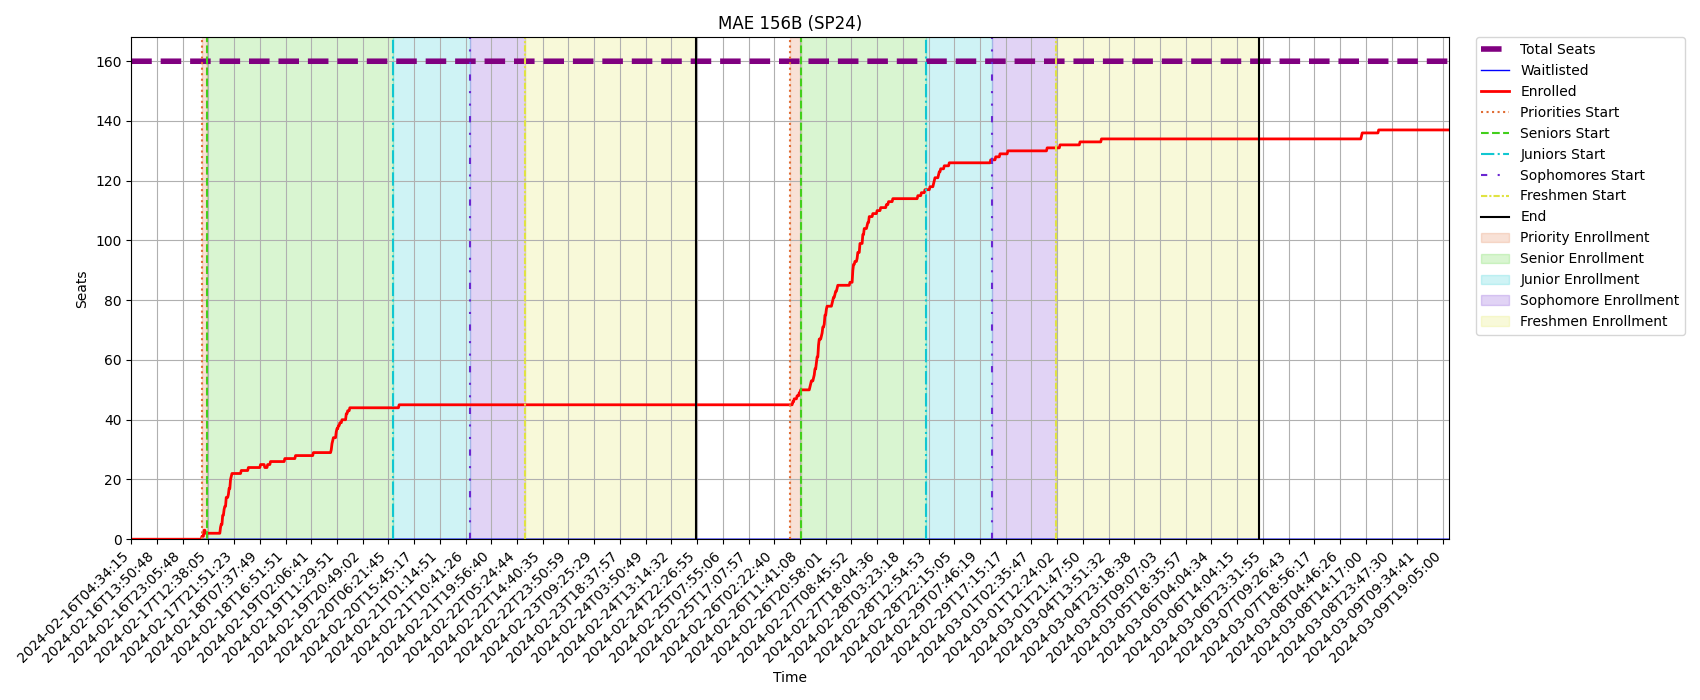 MAE 156B (SP24)
Total Seats
Waitlisted
Enrolled
Priorities Start
Seniors Start
Juniors Start
Sophomores Start
Freshmen Start
End
Priority Enrollment
Senior Enrollment
Junior Enrollment
Sophomore Enrollment
Freshmen Enrollment
Seats
160
140
120
100
80
60
40
20
0
2024-02-16T04:34:15
2024-02-16T13:50:48
2024-02-16T23:05:48
2024-02-17T12:38:05
2024-02-17T21:51:23
2024-02-18T07:37:49
2024-02-18T16:51:51
2024-02-19T02:06:41
2024-02-19T11:29:51
2024-02-19T20:49:02
2024-02-20T06:21:45
2024-02-20T15:45:17
2024-02-21T01:14:51
2024-02-21T10:41:26
2024-02-21T19:56:40
2024-02-22T05:24:44
2024-02-22T14:40:35
2024-02-22T23:50:59
2024-02-23T09:25:29
2024-02-23T18:37:57
2024-02-24T03:50:49
2024-02-24T13:14:32
2024-02-24T22:26:55
2024-02-25T07:55:06
2024-02-25T17:07:57
2024-02-26T02:22:40
2024-02-26T11:41:08
2024-02-26T20:58:01
2024-02-27T08:45:52
2024-02-27T18:04:36
2024-02-28T03:23:18
2024-02-28T12:54:53
2024-02-28T22:15:05
2024-02-29T07:46:19
2024-02-29T17:15:17
2024-03-01T02:35:47
2024-03-01T12:24:02
2024-03-01T21:47:50
2024-03-04T13:51:32
2024-03-04T23:18:38
2024-03-05T09:07:03
2024-03-05T18:35:57
2024-03-06T04:04:34
2024-03-06T14:04:15
2024-03-06T23:31:55
2024-03-07T09:26:43
2024-03-07T18:56:17
2024-03-08T04:46:26
2024-03-08T14:17:00
2024-03-08T23:47:30
2024-03-09T09:34:41
2024-03-09T19:05:00
Time